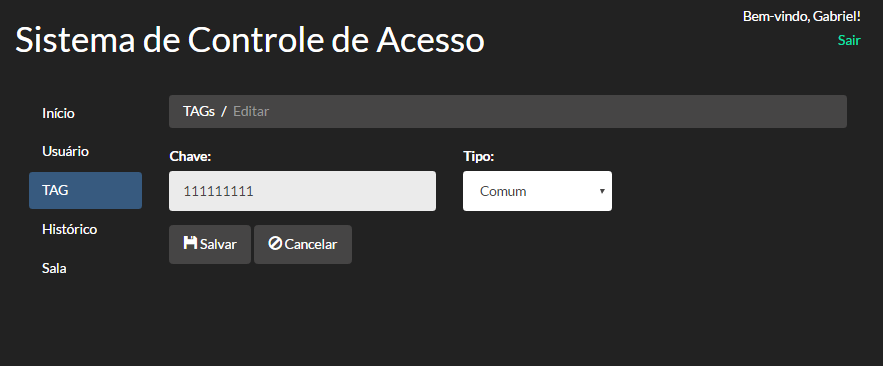 Bem-vindo, Gabriel!
Sistema de Controle de Acesso
Sair
Início
Usuário
TAG
Histórico
Sala
TAGs / Editar
Chave:
Tipo:
111111111
Comum
Salvar
Cancelar